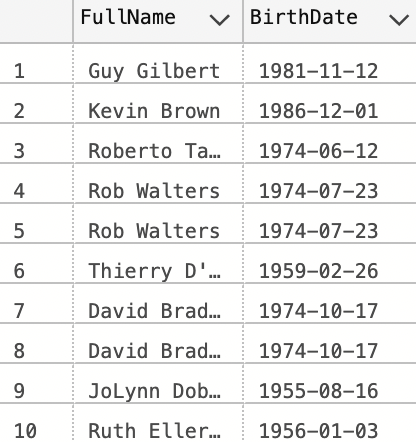 FullName BirthDate
1 Guy Gilbert 1981-11-12
2 Kevin Brown 1986-12-01
3 Roberto Ta… 1974-06-12
4 Rob Walters 1974-07-23
5 Rob Walters 1974-07-23
6 Thierry D'… 1959-02-26
7 David Brad… 1974-10-17
8 David Brad… 1974-10-17
9 JoLynn Dob… 1955-08-16
10 Ruth Eller… 1956-01-03